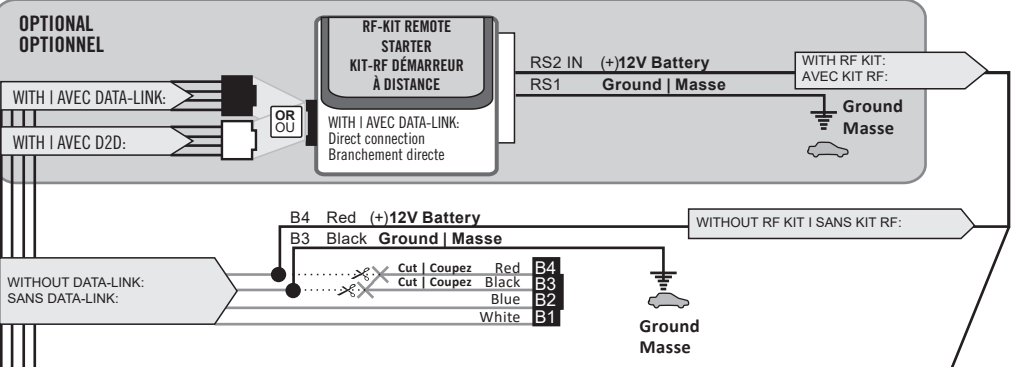 OPTIONAL
OPTIONNEL
RF-KIT REMOTE
STARTER
KIT-RF DÉMARREUR
À DISTANCE
WITH I AVEC DATA-LINK:
Direct connection
Branchement directe
WITH I AVEC DATA-LINK:
WITH I AVEC D2D:
OR
OU
RS2 IN (+)12V Battery
RS1 Ground | Masse
WITH RF KIT:
AVEC KIT RF:
Ground
Masse
B4 Red (+)12V Battery
B3 Black Ground | Masse
WITHOUT RF KIT I SANS KIT RF:
WITHOUT DATA-LINK:
SANS DATA-LINK:
Cut | Coupez Red B4
Cut | Coupez Black B3
Blue B2
White B1
Ground
Masse